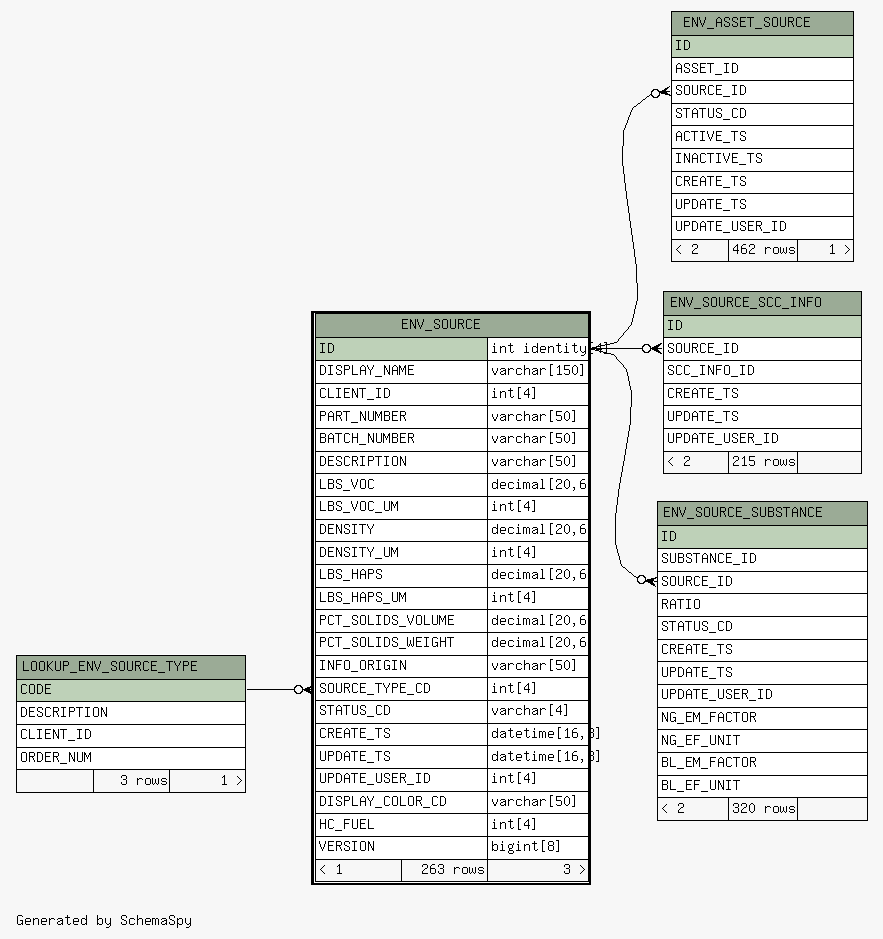 ENV_ASSET_SOURCE
ID
ASSET_ID
SOURCE_ID
STATUS_CD
ACTIVE_TS
INACTIVE_TS
CREATE_TS
UPDATE_TS
UPDATE_USER_ID
< 2 462 rows 1 >
ENV_SOURCE_SCC_INFO
ID
SOURCE_ID
SCC_INFO_ID
CREATE_TS
UPDATE_TS
UPDATE_USER_ID
< 2 215 rows
ENV_SOURCE
ID int identity[4]
DISPLAY_NAME varchar[150]
CLIENT_ID int[4]
PART_NUMBER varchar[50]
BATCH_NUMBER varchar[50]
DESCRIPTION varchar[50]
LBS_VOC decimal[20,6
LBS_VOC_UM int[4]
DENSITY decimal[20,6
DENSITY_UM int[4]
LBS_HAPS decimal[20,6
LBS_HAPS_UM int[4]
PCT_SOLIDS_VOLUME decimal[20,6
PCT_SOLIDS_WEIGHT decimal[20,6
INFO_ORIGIN varchar[50]
SOURCE_TYPE_CD int[4]
STATUS_CD varchar[4]
CREATE_TS datetime[16,3]
UPDATE_TS datetime[16,3]
UPDATE_USER_ID int[4]
DISPLAY_COLOR_CD varchar[50]
HC_FUEL int[4]
VERSION bigint[8]
< 1 263 rows 3 >
ENV_SOURCE_SUBSTANCE
ID
SUBSTANCE_ID
SOURCE_ID
RATIO
STATUS_CD
CREATE_TS
UPDATE_TS
UPDATE_USER_ID
NG_EM_FACTOR
NG_EF_UNIT
BL_EM_FACTOR
BL_EF_UNIT
< 2 320 rows
LOOKUP_ENV_SOURCE_TYPE
CODE
DESCRIPTION
CLIENT_ID
ORDER_NUM
3 rows 1 >
Generated by SchemaSpy